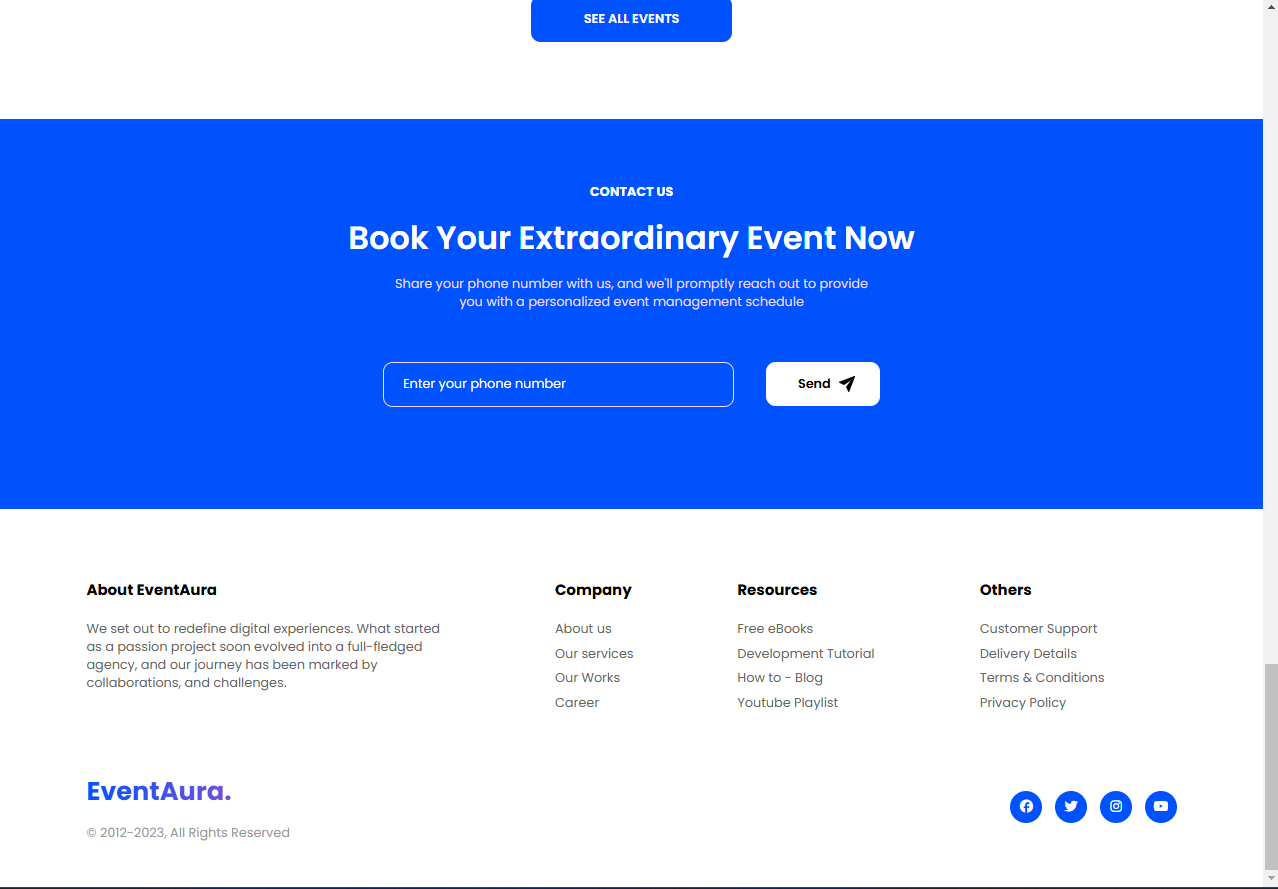 SEE ALL EVENTS
CONTACT US
Book Your Extraordinary Event Now
Share your phone number with us, and we'll promptly reach out to provide
you with a personalized event management schedule
Enter your phone number
Send
About EventAura
We set out to redefine digital experiences. What started
as a passion project soon evolved into a full-fledged
agency, and our journey has been marked by
collaborations, and challenges.
Company
About us
Our services
Our Works
Career
Resources
Free eBooks
Development Tutorial
How to - Blog
Youtube Playlist
Others
Customer Support
Delivery Details
Terms & Conditions
Privacy Policy
EventAura.
© 2012-2023, All Rights Reserved